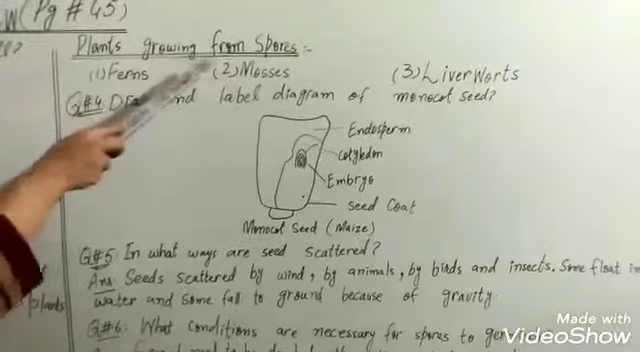 W (Pg # 45)
Plants growing from Spores:-
(1) Ferns (2) Mosses (3) LiverWorts
Q#4: and label diagram of monocot seed?
Endosperm
Cotyledon
Embryo
Seed Coat
Monocot Seed (Maize)
Q#5: In what ways are seed scattered?
Ans: Seeds scattered by wind, by animals, by birds and insects. Some float in
plants
water and some fall to ground because of gravity.
Q#6: What conditions are necessary for spores to
Made with
VideoShow